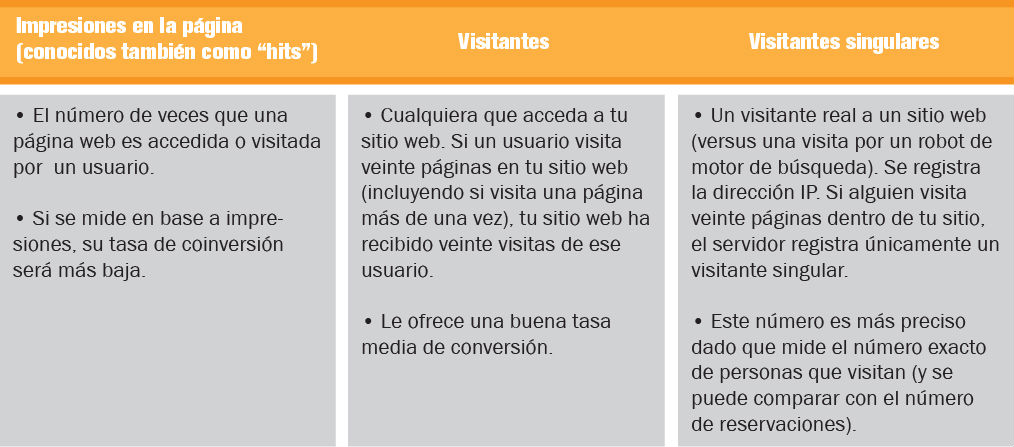 Impresiones en la página
(conocidos también como “hits”)
• El número de veces que una
página web es accedida o visitada
por un usuario.
• Si se mide en base a impre-
siones, su tasa de coinversión
será más baja.
Visitantes
• Cualquiera que acceda a tu
sitio web. Si un usuario visita
veinte páginas en tu sitio web
(incluyendo si visita una página
más de una vez), tu sitio web ha
recibido veinte visitas de ese
usuario.
• Le ofrece una buena tasa
media de conversión.
Visitantes singulares
• Un visitante real a un sitio web
(versus una visita por un robot de
motor de búsqueda). Se registra
la dirección IP. Si alguien visita
veinte páginas dentro de tu sitio,
el servidor registra únicamente un
visitante singular.
• Este número es más preciso
dado que mide el número exacto
de personas que visitan (y se
puede comparar con el número
de reservaciones).